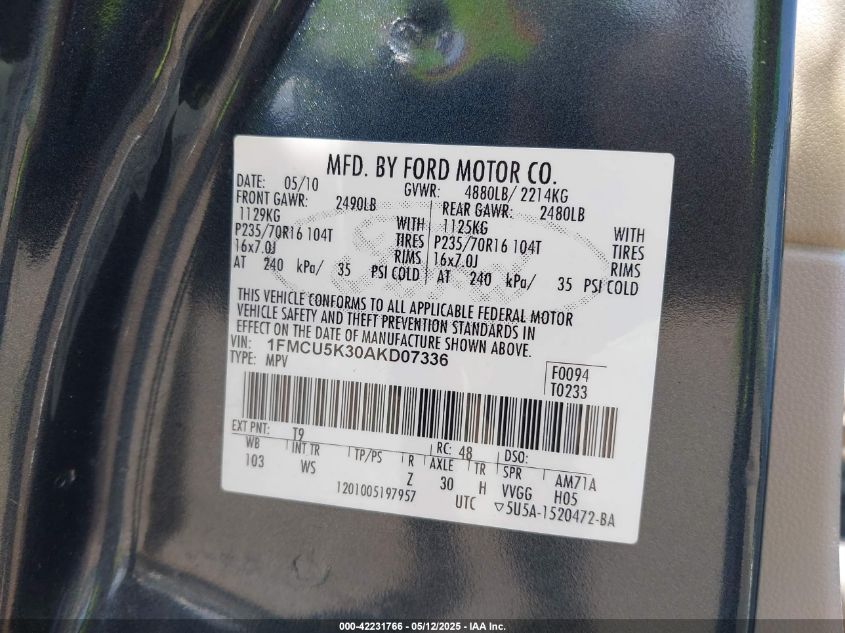 MFD. BY FORD MOTOR CO.
DATE: 05/10 GVWR: 4880LB/ 2214KG
FRONT GAWR: 2490LB REAR GAWR: 2480LB
1129KG WITH 1125KG WITH
P235/70R16 104T TIRES P235/70R16 104T TIRES
16x7.0J RIMS 16x7.0J RIMS
AT 240 kPa/ 35 PSI COLD AT 240 kPa/ 35 PSI COLD
THIS VEHICLE CONFORMS TO ALL APPLICABLE FEDERAL MOTOR
VEHICLE SAFETY AND THEFT PREVENTION STANDARDS IN
EFFECT ON THE DATE OF MANUFACTURE SHOWN ABOVE.
VIN: 1FMCU5K30AKD07336
TYPE: MPV
F0094
T0233
EXT PNT: T9 RC: 48 DSO:
WB INT TR TP/PS R AXLE TR SPR AM71A
103 WS Z 30 H VVGG H05
1201005197957 UTC ▽5U5A-1520472-BA
000-42231766 - 05/12/2025 - IAA Inc.